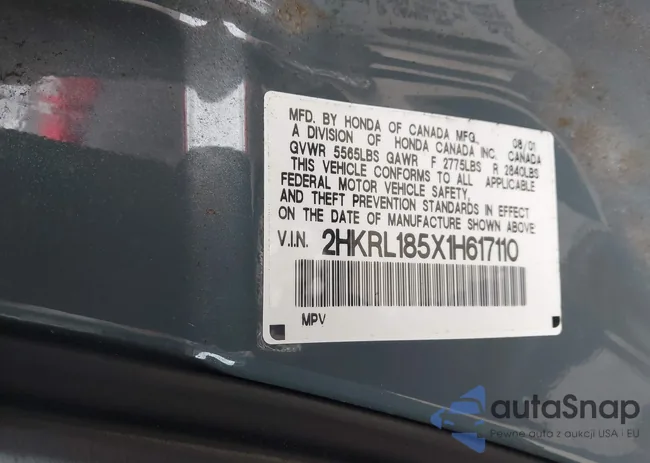 MFD. BY HONDA OF CANADA MFG. 08/01
A DIVISION OF HONDA CANADA INC. CANADA
GVWR 5565LBS GAWR F 2775LBS R 2840LBS
THIS VEHICLE CONFORMS TO ALL APPLICABLE
FEDERAL MOTOR VEHICLE SAFETY,
AND THEFT PREVENTION STANDARDS IN EFFECT
ON THE DATE OF MANUFACTURE SHOWN ABOVE
V.I.N. 2HKRL185X1H617110
MPV
autaSnap
Pewne auto z aukcji USA i EU